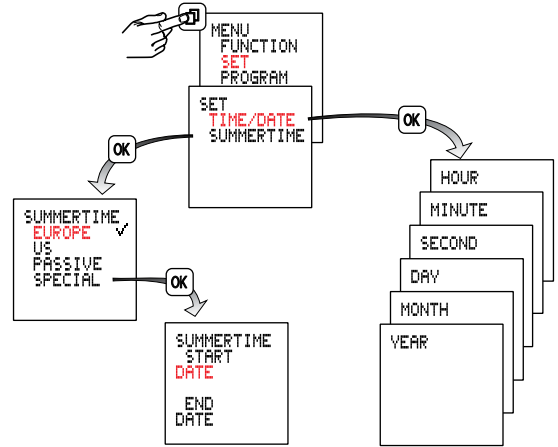 MENU
FUNCTION
SET
PROGRAM
SET
TIME/DATE
SUMMERTIME
OK
OK
SUMMERTIME
EUROPE
US
PASSIVE
SPECIAL
OK
SUMMERTIME
START
DATE
END
DATE
HOUR
MINUTE
SECOND
DAY
MONTH
YEAR